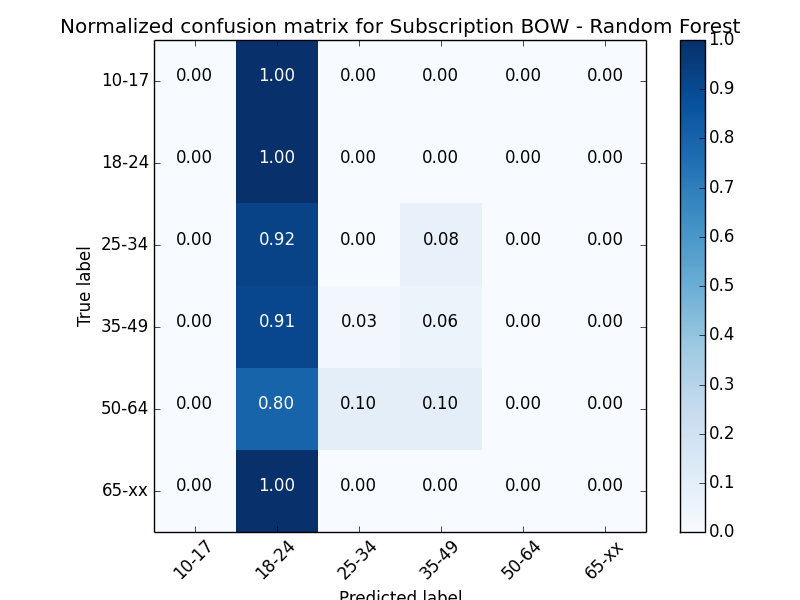 Normalized confusion matrix for Subscription BOW - Random Forest
10-17 0.00 1.00 0.00 0.00 0.00 0.00
18-24 0.00 1.00 0.00 0.00 0.00 0.00
25-34 0.00 0.92 0.00 0.08 0.00 0.00
35-49 0.00 0.91 0.03 0.06 0.00 0.00
50-64 0.00 0.80 0.10 0.10 0.00 0.00
65-xx 0.00 1.00 0.00 0.00 0.00 0.00
True label
10-17 18-24 25-34 35-49 50-64 65-xx
Predicted label
1.0
0.9
0.8
0.7
0.6
0.5
0.4
0.3
0.2
0.1
0.0